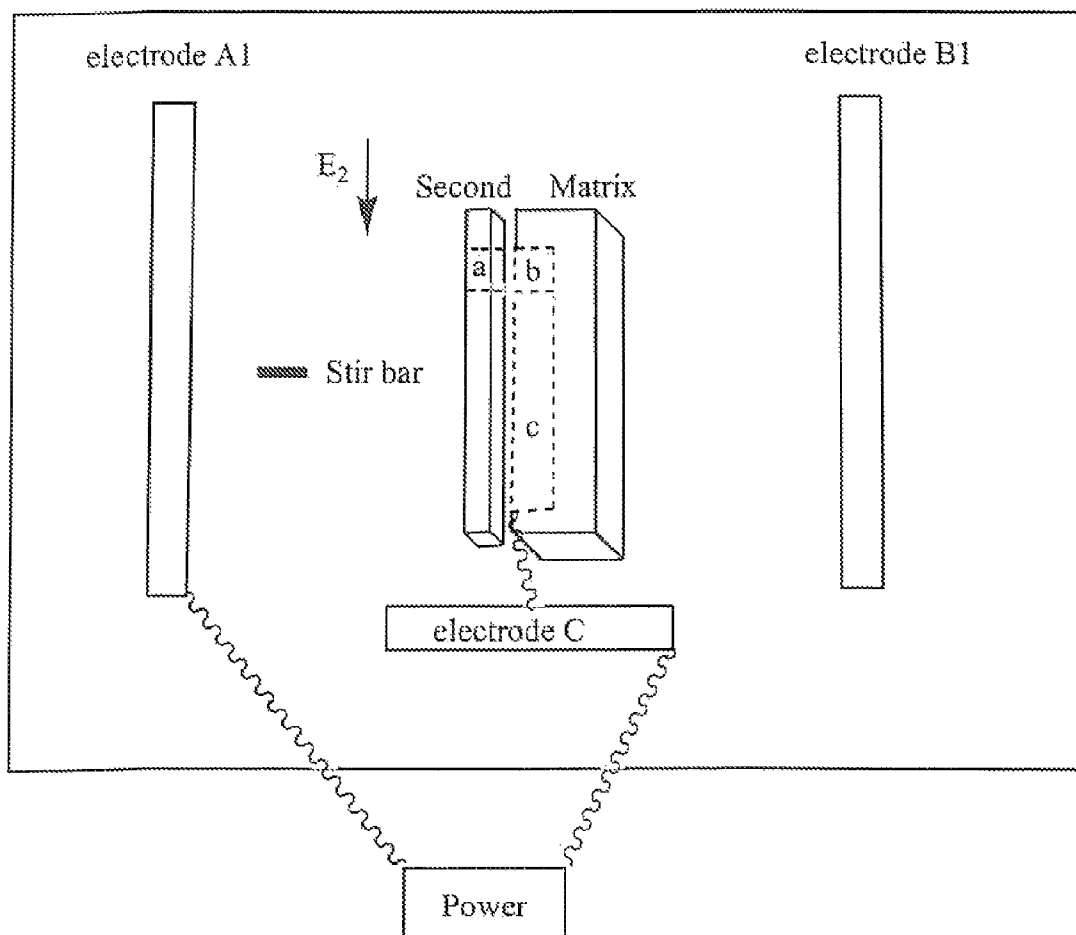 electrode A1
electrode B1
E₂
Second
Matrix
a
b
Stir bar
c
electrode C
Power